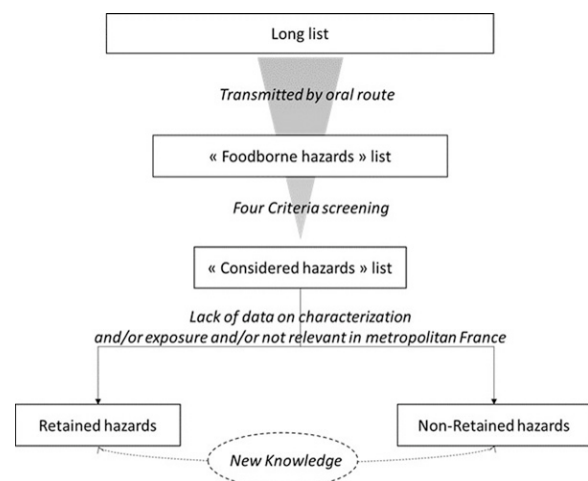 Long list
Transmitted by oral route
« Foodborne hazards » list
Four Criteria screening
« Considered hazards » list
Lack of data on characterization
and/or exposure and/or not relevant in metropolitan France
Retained hazards
Non-Retained hazards
New Knowledge